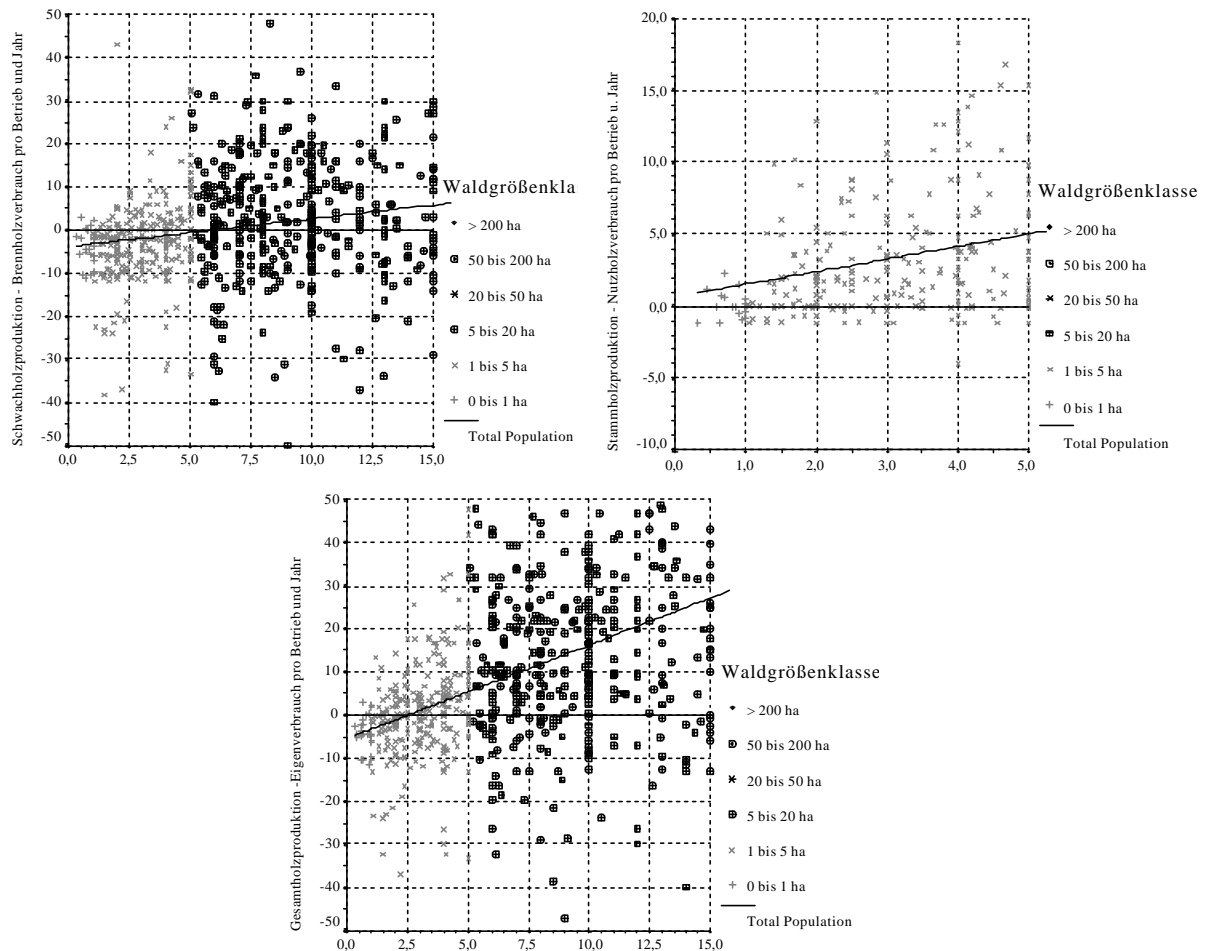 Schwachholzproduktion - Brennholzverbrauch pro Betrieb und Jahr
50
40
30
20
10
0
-10
-20
-30
-40
-50
0,0 2,5 5,0 7,5 10,0 12,5 15,0
Waldgrößenkla
> 200 ha
50 bis 200 ha
20 bis 50 ha
5 bis 20 ha
1 bis 5 ha
0 bis 1 ha
Total Population
Stammholzproduktion - Nutzholzverbrauch pro Betrieb u. Jahr
20,0
15,0
10,0
5,0
0,0
-5,0
-10,0
0,0 1,0 2,0 3,0 4,0 5,0
Waldgrößenklasse
> 200 ha
50 bis 200 ha
20 bis 50 ha
5 bis 20 ha
1 bis 5 ha
0 bis 1 ha
Total Population
Gesamtholzproduktion -Eigenverbrauch pro Betrieb und Jahr
50
40
30
20
10
0
-10
-20
-30
-40
-50
0,0 2,5 5,0 7,5 10,0 12,5 15,0
Waldgrößenklasse
> 200 ha
50 bis 200 ha
20 bis 50 ha
5 bis 20 ha
1 bis 5 ha
0 bis 1 ha
Total Population